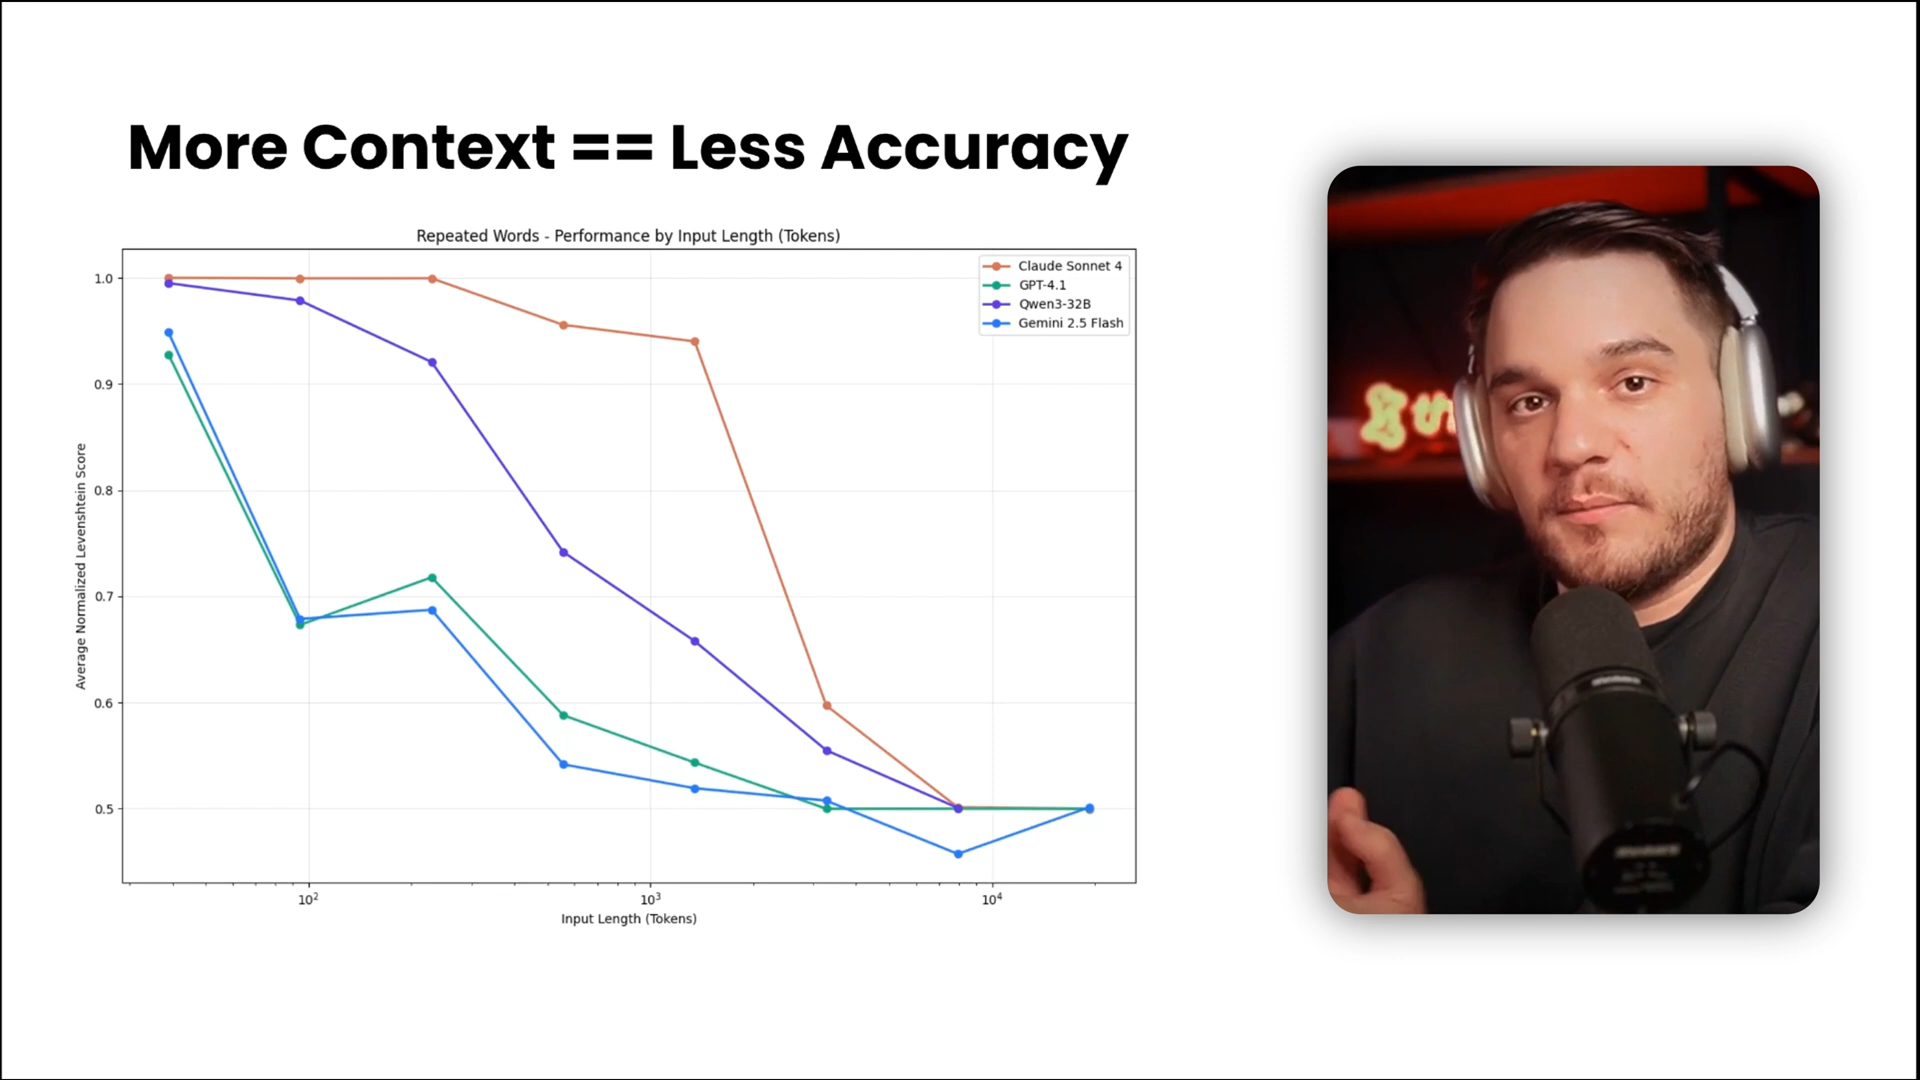 More Context == Less Accuracy
Repeated Words - Performance by Input Length (Tokens)
Claude Sonnet 4
GPT-4.1
Qwen3-32B
Gemini 2.5 Flash
Average Normalized Levenshtein Score
1.0
0.9
0.8
0.7
0.6
0.5
10²
10³
10⁴
Input Length (Tokens)